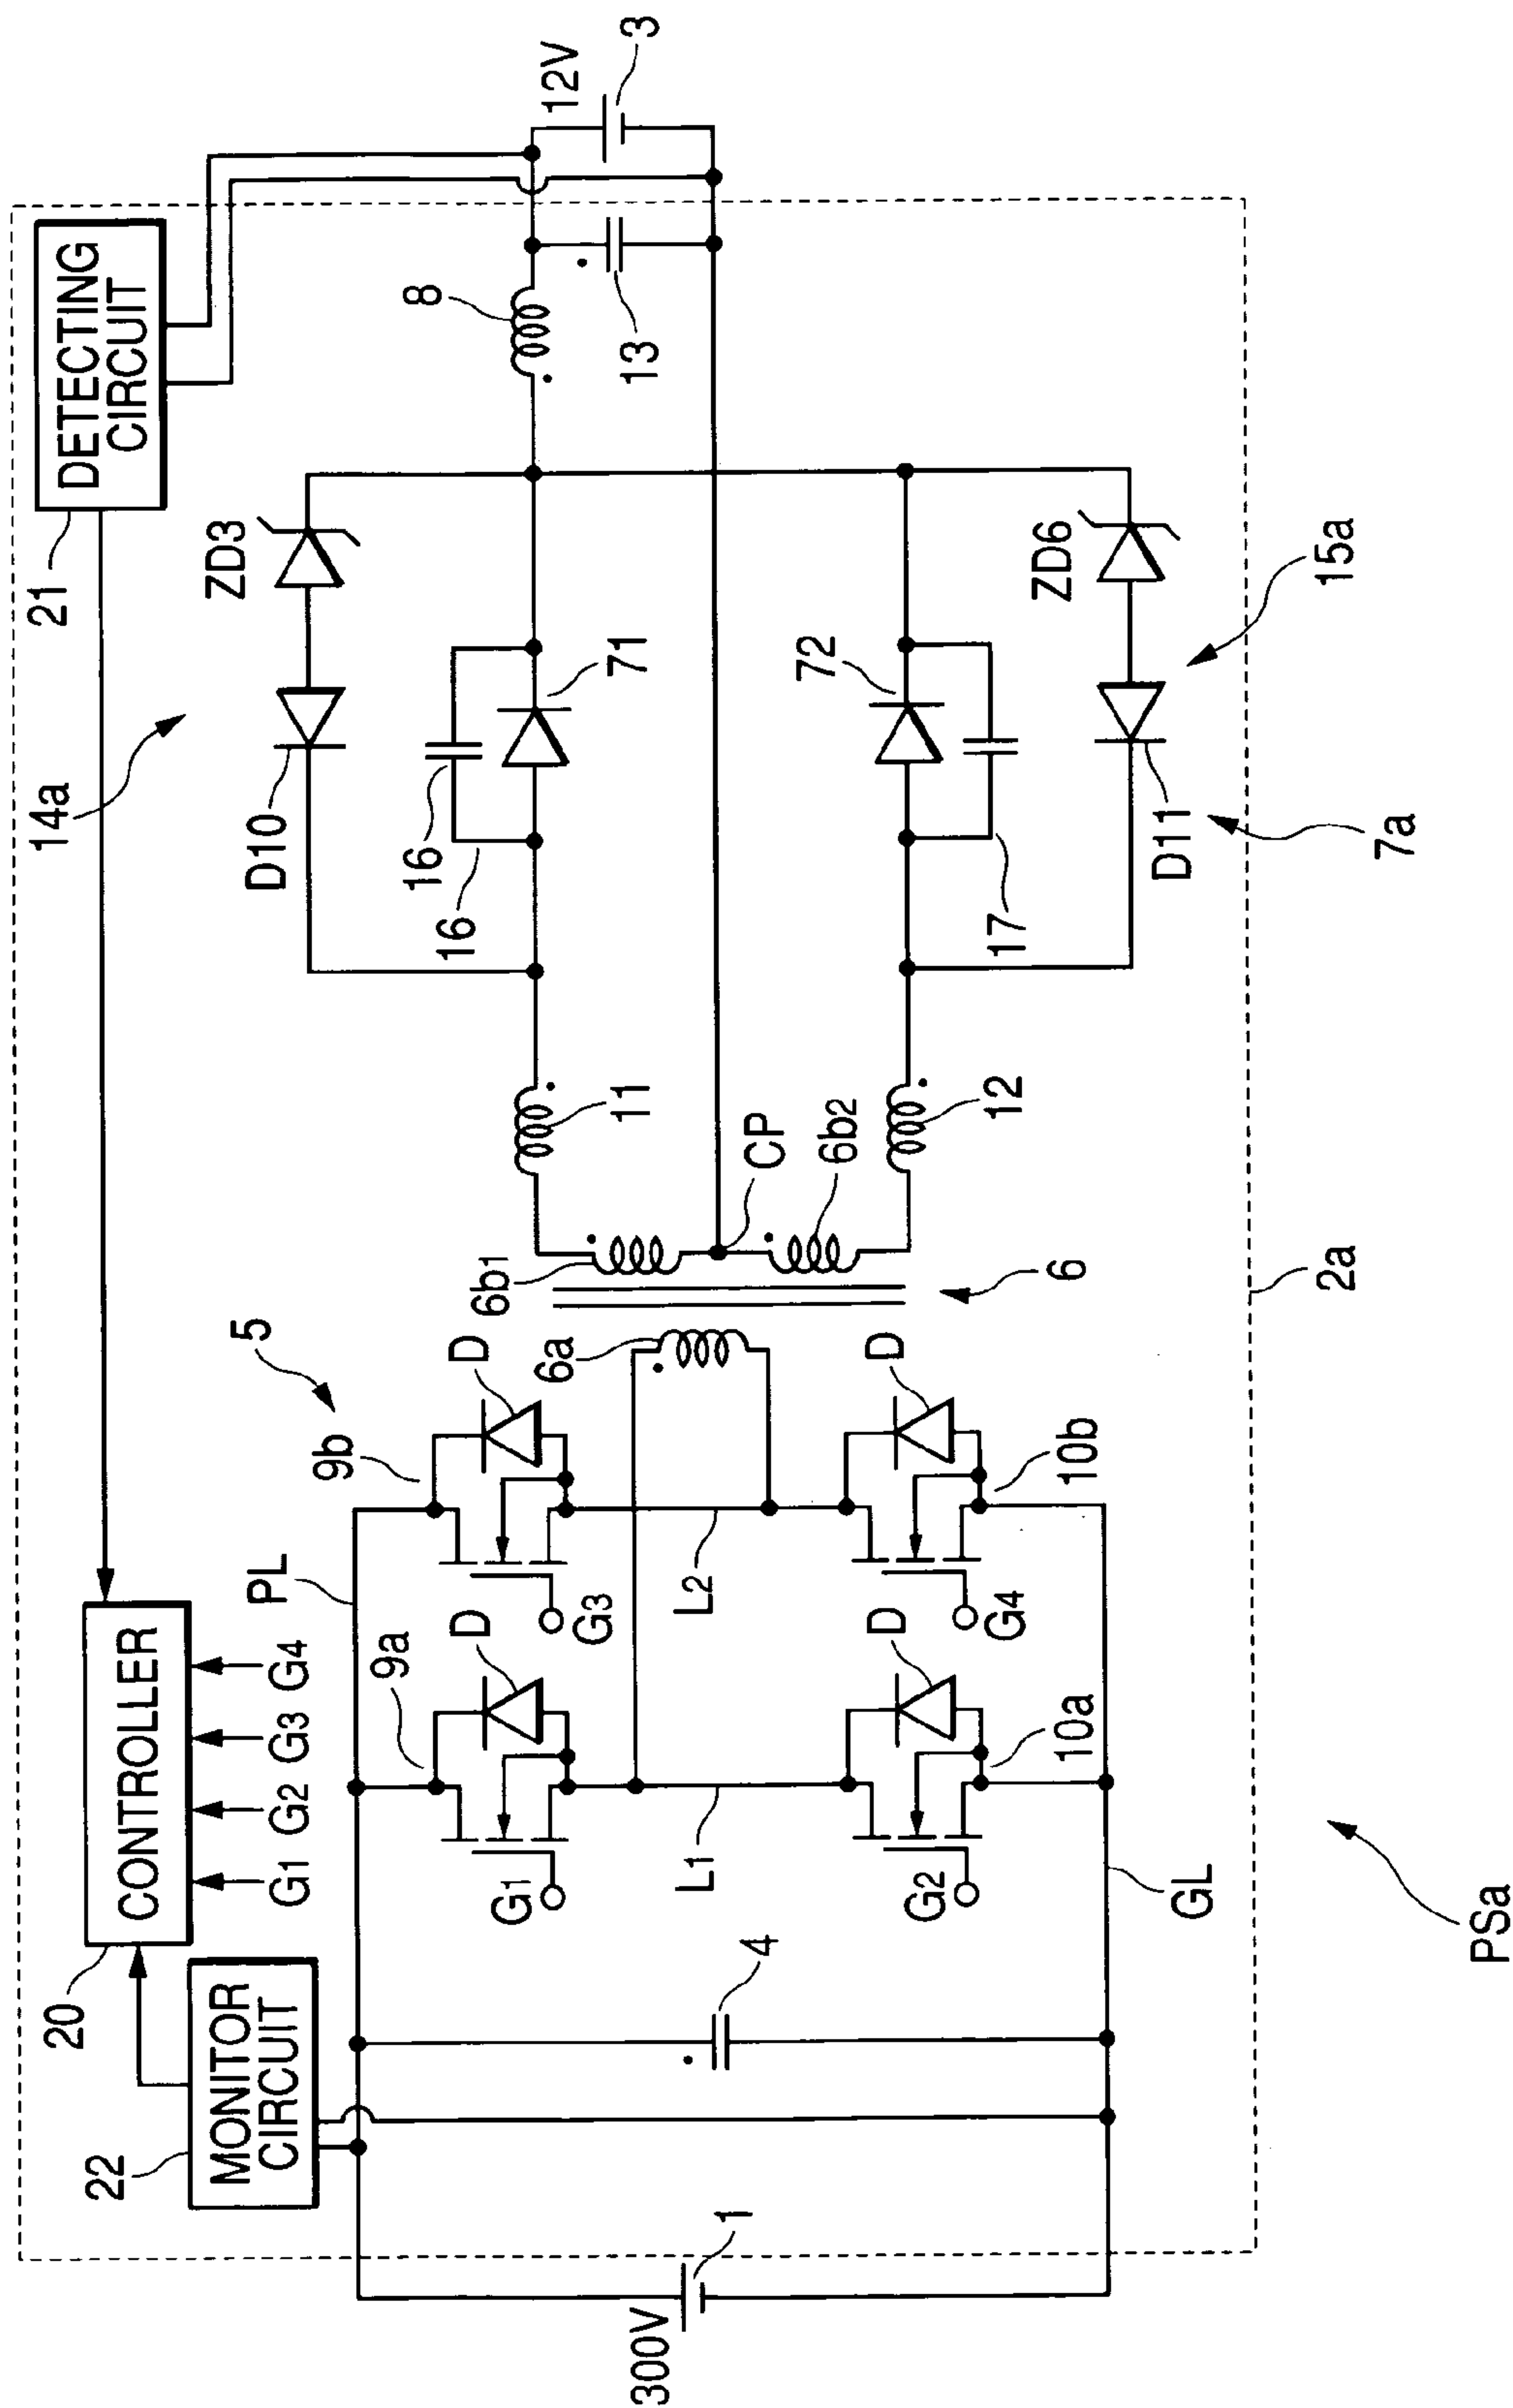 DETECTING
CIRCUIT
21
CONTROLLER
20
G1
G2
G3
G4
MONITOR
CIRCUIT
22
14a
ZD3
D10
16
16
71
8
12V
3
13
11
6b1
5
9b
D
PL
9a
D
G3
G1
6a
CP
6b2
12
72
17
ZD6
D11
15a
7a
6
2a
L2
L1
D
D
G4
G2
10b
10a
GL
4
300V
1
PSa